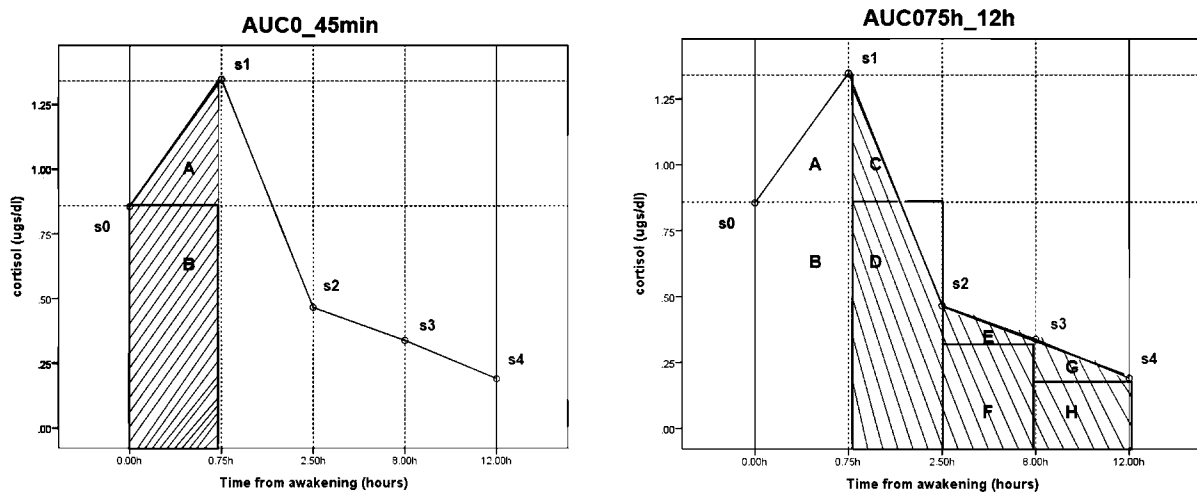 AUC0_45min
s1
1.25
A
1.00
s0
.75
B
cortisol (ugs/dl)
.50
s2
s3
.25
s4
.00
0.00h 0.75h 2.50h 8.00h 12.00h
Time from awakening (hours)
AUC075h_12h
s1
1.25
A C
1.00
s0
.75
B D
cortisol (ugs/dl)
.50
s2
s3
E
.25
s4
G
F H
.00
0.00h 0.75h 2.50h 8.00h 12.00h
Time from awakening (hours)